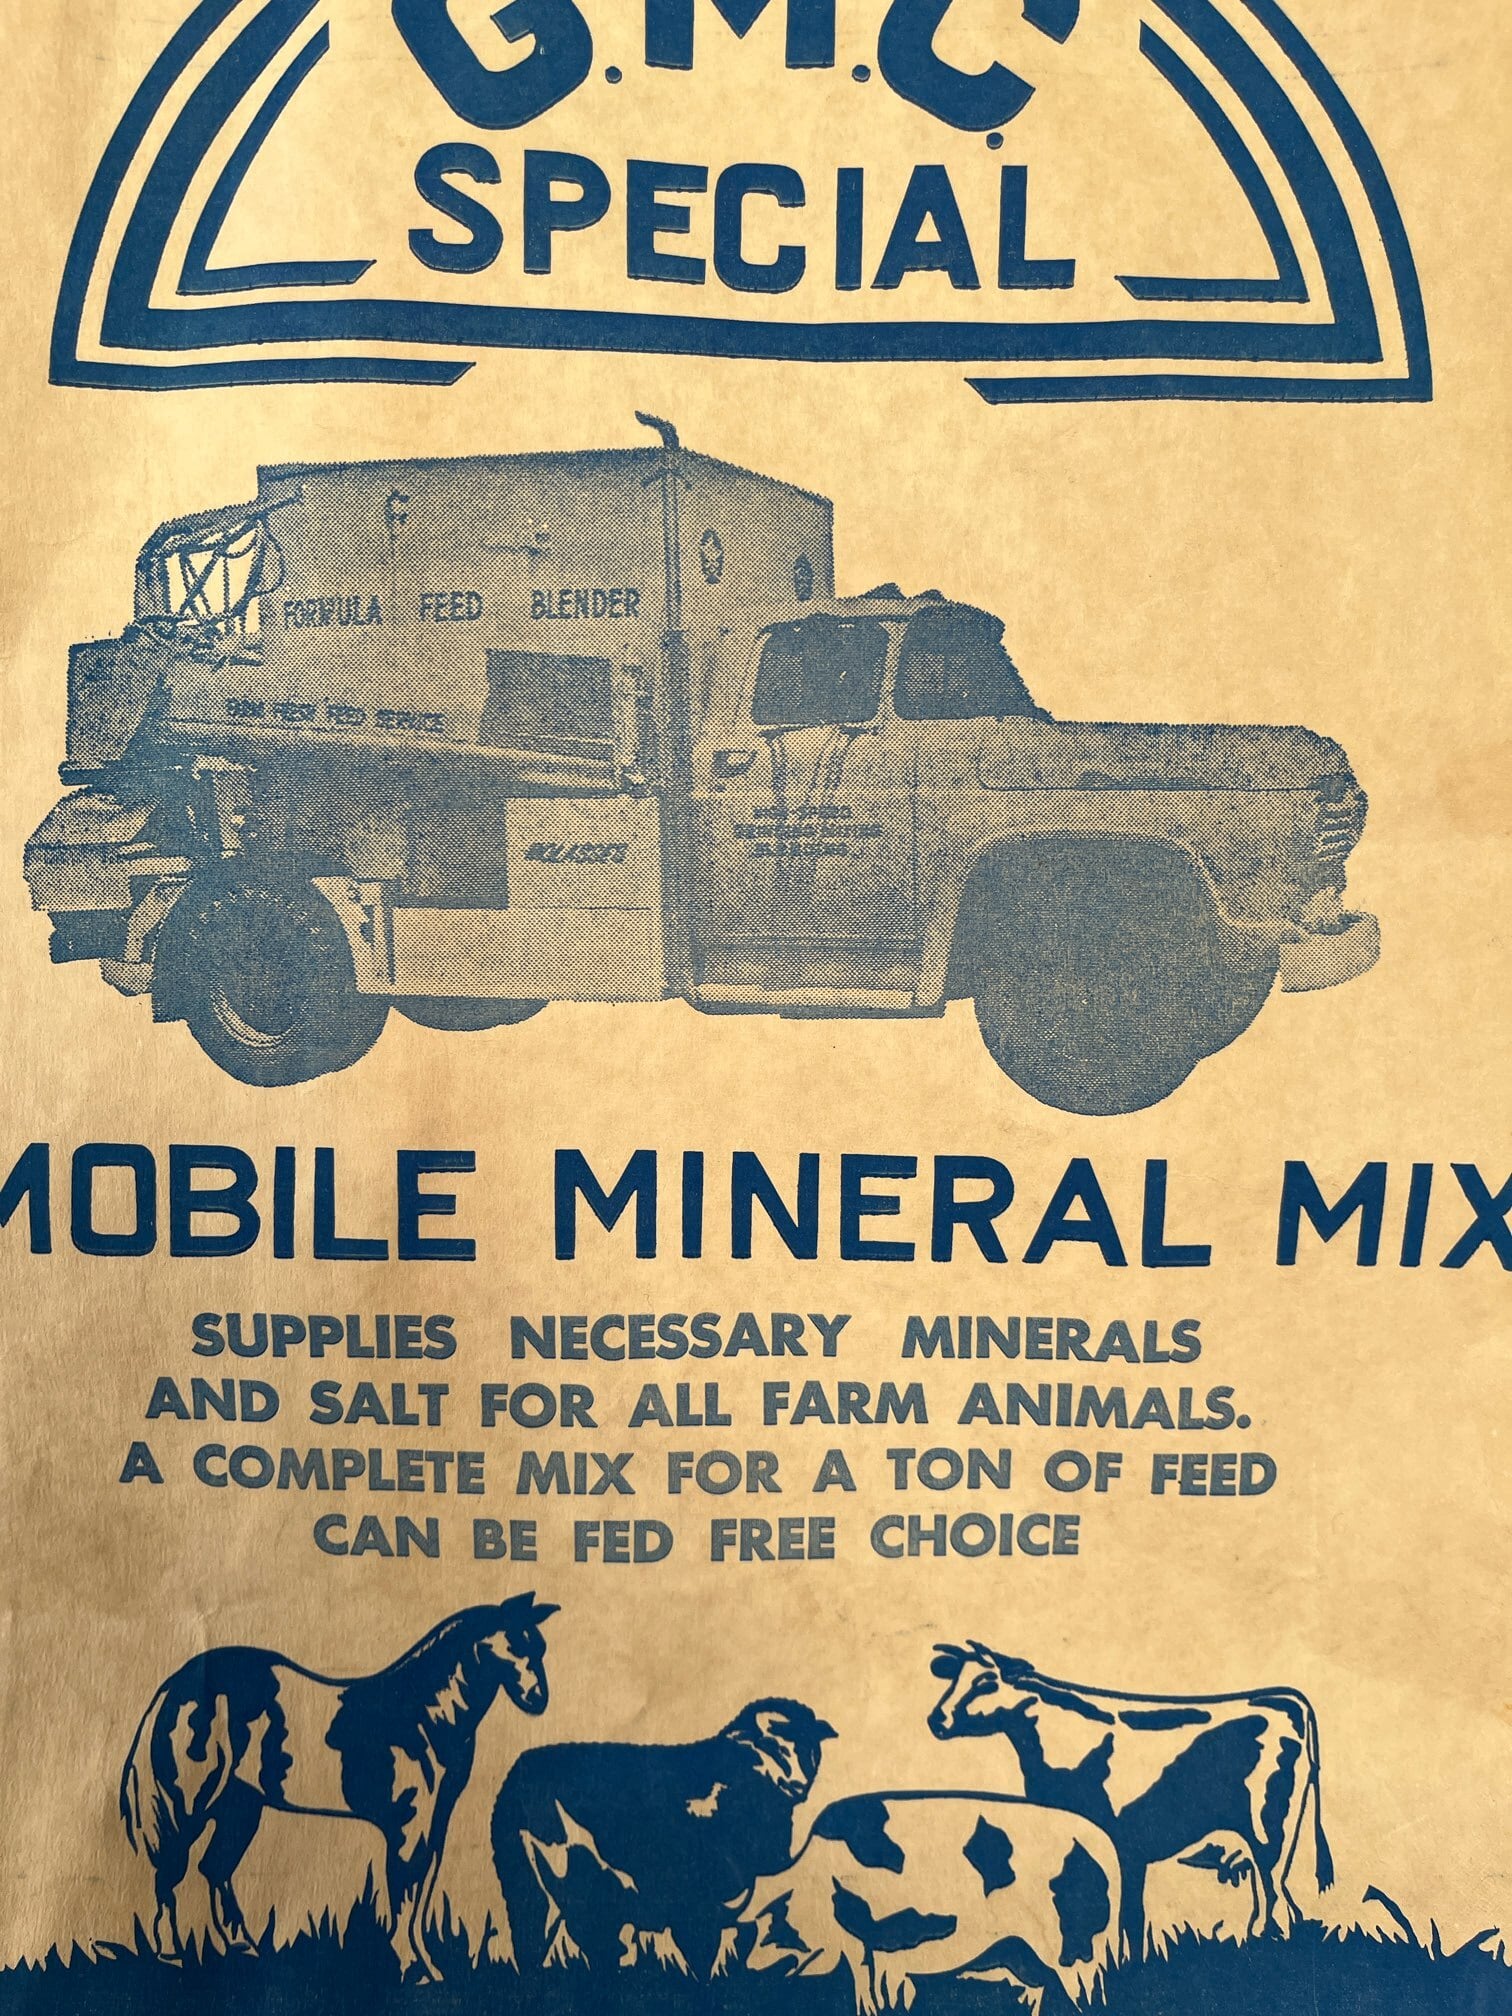 G.M.C.
SPECIAL
FORMULA FEED BLENDER
FARM FRESH FEED SERVICE
MOLASSES
MOBILE MINERAL MIX
SUPPLIES NECESSARY MINERALS
AND SALT FOR ALL FARM ANIMALS.
A COMPLETE MIX FOR A TON OF FEED
CAN BE FED FREE CHOICE